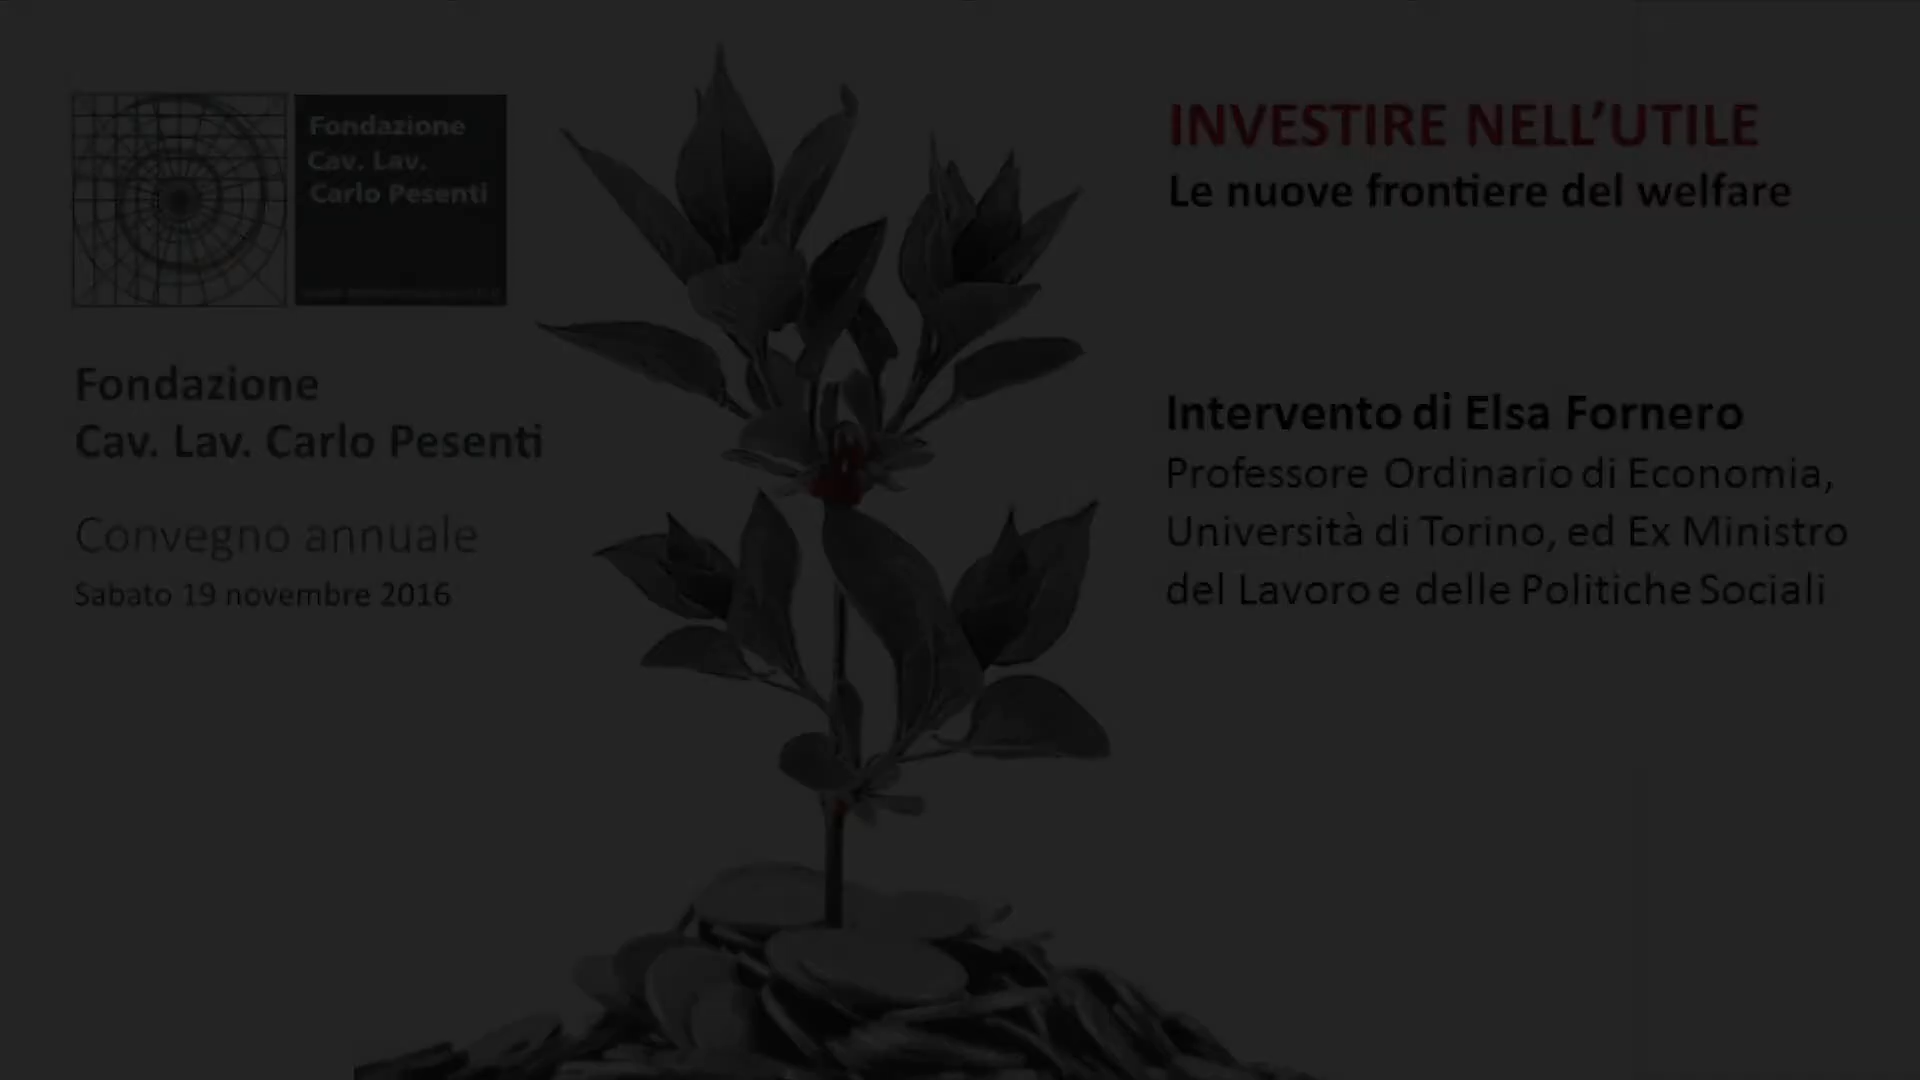 Fondazione
Cav. Lav.
Carlo Pesenti
Fondazione
Cav. Lav. Carlo Pesenti
Convegno annuale
Sabato 19 novembre 2016
INVESTIRE NELL’UTILE
Le nuove frontiere del welfare
Intervento di Elsa Fornero
Professore Ordinario di Economia,
Università di Torino, ed Ex Ministro
del Lavoro e delle Politiche Sociali